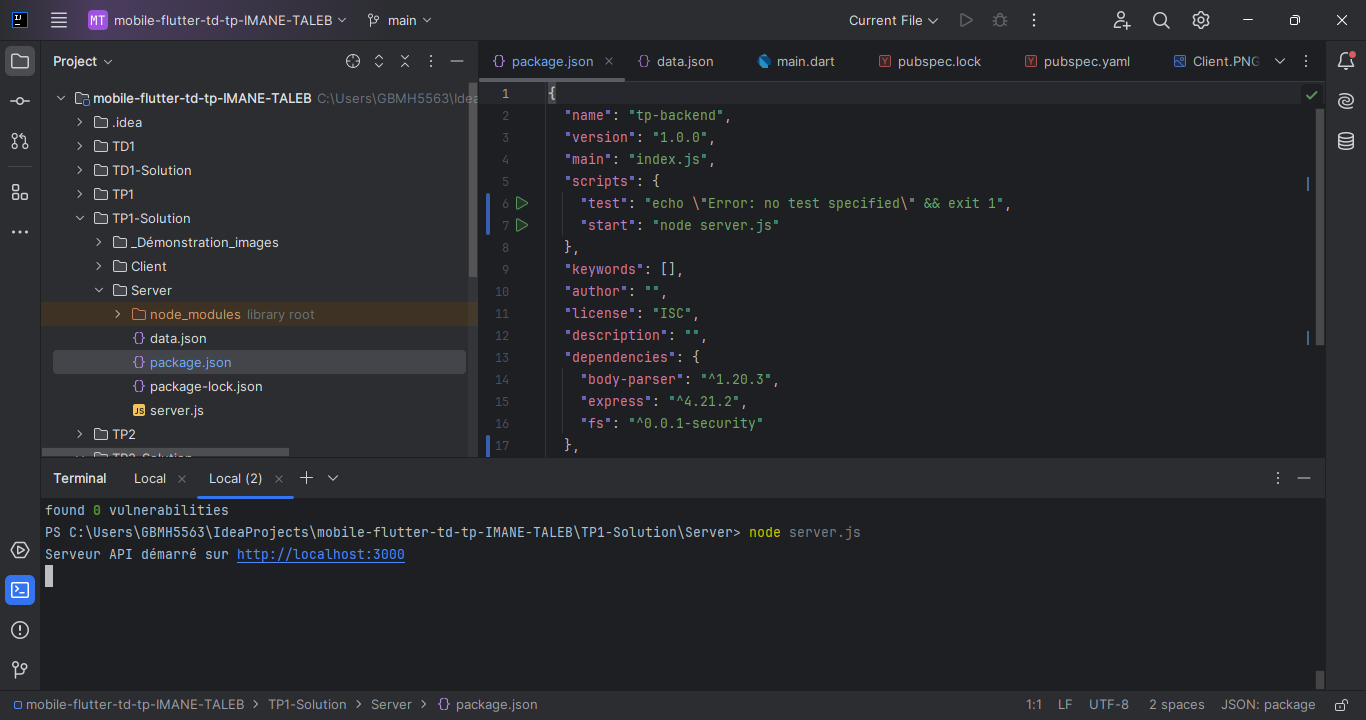 MT mobile-flutter-td-tp-IMANE-TALEB main Current File
Project
package.json data.json main.dart pubspec.lock pubspec.yaml Client.PNG
mobile-flutter-td-tp-IMANE-TALEB C:\Users\GBMH5563\Idea
.idea
TD1
TD1-Solution
TP1
TP1-Solution
_Démonstration_images
Client
Server
node_modules library root
data.json
package.json
package-lock.json
JS server.js
TP2
1 {
2 "name": "tp-backend",
3 "version": "1.0.0",
4 "main": "index.js",
5 "scripts": {
6 "test": "echo \"Error: no test specified\" && exit 1",
7 "start": "node server.js"
8 },
9 "keywords": [],
10 "author": "",
11 "license": "ISC",
12 "description": "",
13 "dependencies": {
14 "body-parser": "^1.20.3",
15 "express": "^4.21.2",
16 "fs": "^0.0.1-security"
17 },
Terminal Local Local (2)
found 0 vulnerabilities
PS C:\Users\GBMH5563\IdeaProjects\mobile-flutter-td-tp-IMANE-TALEB\TP1-Solution\Server> node server.js
Serveur API démarré sur http://localhost:3000
mobile-flutter-td-tp-IMANE-TALEB > TP1-Solution > Server > package.json 1:1 LF UTF-8 2 spaces JSON: package